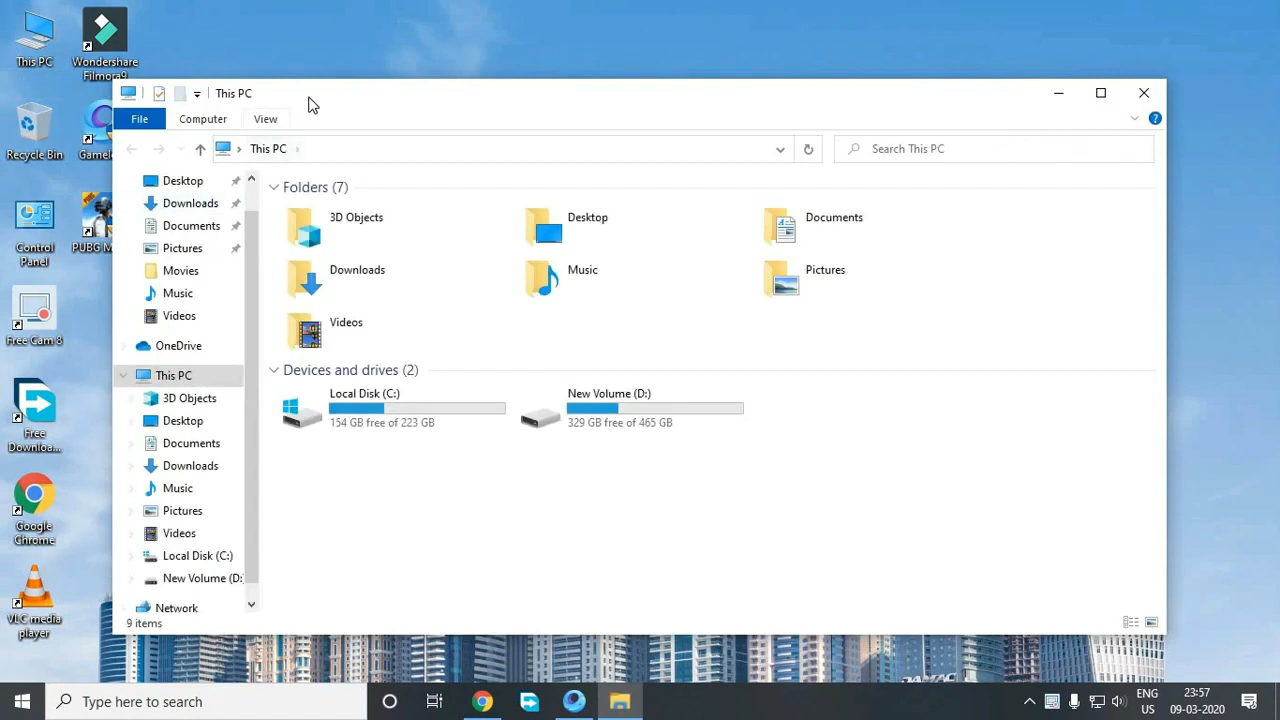 This PC
Wondershare
Filmora9
Recycle Bin
Control
Panel
Free Cam 8
Free
Downloa...
Google
Chrome
VLC media
player
This PC
File
Computer
View
This PC
Search This PC
Desktop
Downloads
Documents
Pictures
Movies
Music
Videos
OneDrive
This PC
3D Objects
Desktop
Documents
Downloads
Music
Pictures
Videos
Local Disk (C:)
New Volume (D:
Network
Folders (7)
3D Objects
Desktop
Documents
Downloads
Music
Pictures
Videos
Devices and drives (2)
Local Disk (C:)
154 GB free of 223 GB
New Volume (D:)
329 GB free of 465 GB
9 items
DAMAC
Type here to search
ENG
US
23:57
09-03-2020